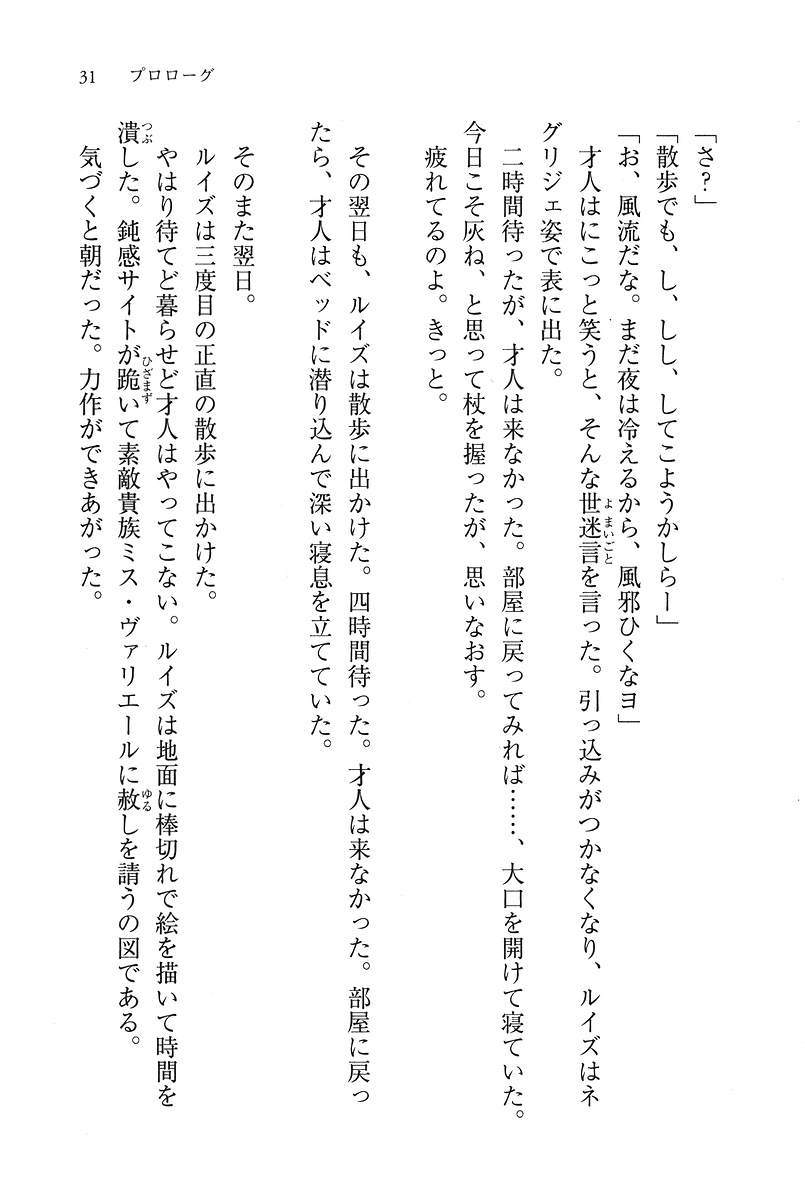 31　プロローグ
「さ？」
「散歩でも、し、しし、してこようかしらー」
「お、風流だな。まだ夜は冷えるから、風邪ひくなヨ」
才人はにこっと笑うと、そんな世迷言を言った。引っ込みがつかなくなり、ルイズはネ
グリジェ姿で表に出た。
二時間待ったが、才人は来なかった。部屋に戻ってみれば……、大口を開けて寝ていた。
今日こそ灰ね、と思って杖を握ったが、思いなおす。
疲れてるのよ。きっと。
その翌日も、ルイズは散歩に出かけた。四時間待った。才人は来なかった。部屋に戻っ
たら、才人はベッドに潜り込んで深い寝息を立てていた。
そのまた翌日。
ルイズは三度目の正直の散歩に出かけた。
やはり待てど暮らせど才人はやってこない。ルイズは地面に棒切れで絵を描いて時間を
潰した。鈍感サイトが跪いて素敵貴族ミス・ヴァリエールに赦しを請うの図である。
気づくと朝だった。力作ができあがった。